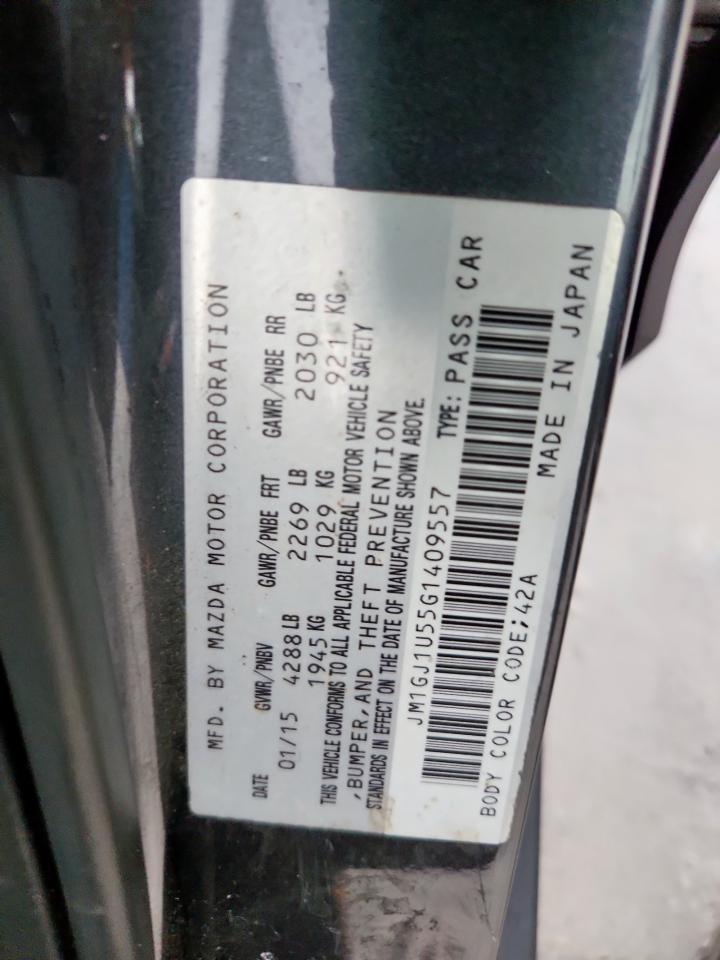 MFD. BY MAZDA MOTOR CORPORATION
DATE GVWR/PNBV GAWR/PNBE FRT GAWR/PNBE RR
01/15 4288 LB 2269 LB 2030 LB
1945 KG 1029 KG 921 KG
THIS VEHICLE CONFORMS TO ALL APPLICABLE FEDERAL MOTOR VEHICLE SAFETY
,BUMPER, AND THEFT PREVENTION
STANDARDS IN EFFECT ON THE DATE OF MANUFACTURE SHOWN ABOVE.
JM1GJ1U55G1409557 TYPE: PASS CAR
BODY COLOR CODE;42A MADE IN JAPAN